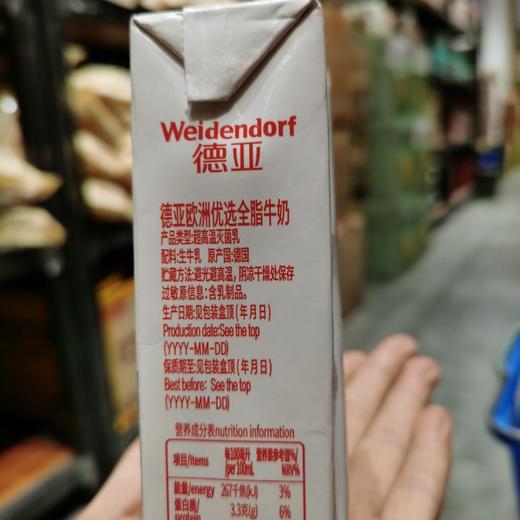 Weidendorf
德亚
德亚欧洲优选全脂牛奶
产品类型:超高温灭菌乳
配料:生牛乳 原产国:德国
贮藏方法:避光避高温，阴凉干燥处保存
过敏原信息:含乳制品。
生产日期:见包装盒顶(年月日)
Production date:See the top
(YYYY-MM-DD)
保质期至:见包装盒顶(年月日)
Best before: See the top
(YYYY-MM-DD)
营养成分表nutrition information
项目/Items 每100毫升/per 100mL 营养素参考值%/NRV%
能量/energy 267千焦(kJ) 3%
蛋白质/protein 3.3克(g) 6%